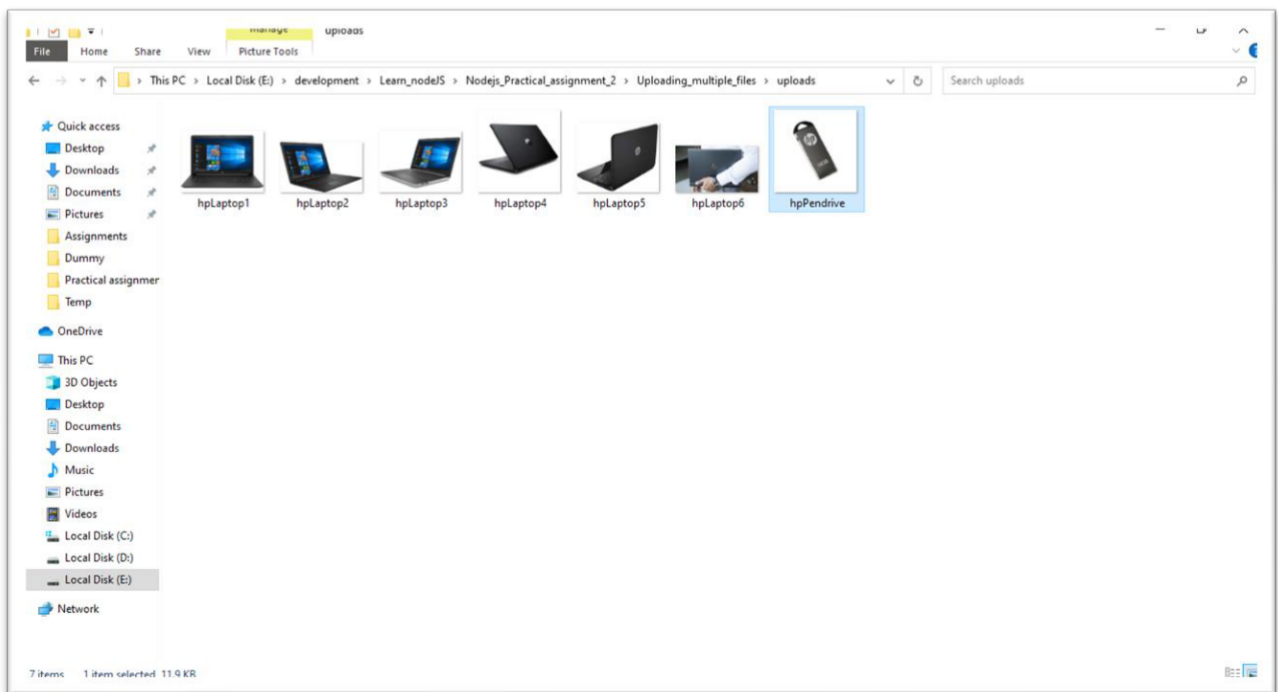 manage uploads
File Home Share View Picture Tools
This PC > Local Disk (E:) > development > Learn_nodeJS > Nodejs_Practical_assignment_2 > Uploading_multiple_files > uploads Search uploads
Quick access
Desktop
Downloads
Documents
Pictures
Assignments
Dummy
Practical assignmer
Temp
OneDrive
This PC
3D Objects
Desktop
Documents
Downloads
Music
Pictures
Videos
Local Disk (C:)
Local Disk (D:)
Local Disk (E:)
Network
hpLaptop1 hpLaptop2 hpLaptop3 hpLaptop4 hpLaptop5 hpLaptop6 hpPendrive
7 items 1 item selected 11.9 KB